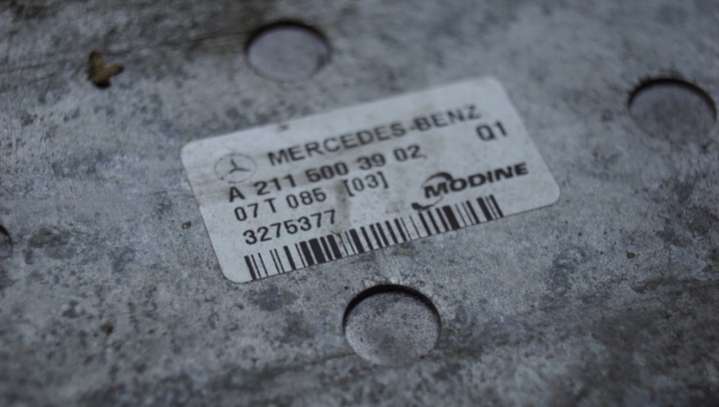 MERCEDES-BENZ Q1
A 211 500 39 02
07 T 085 [03] MODINE
3275377